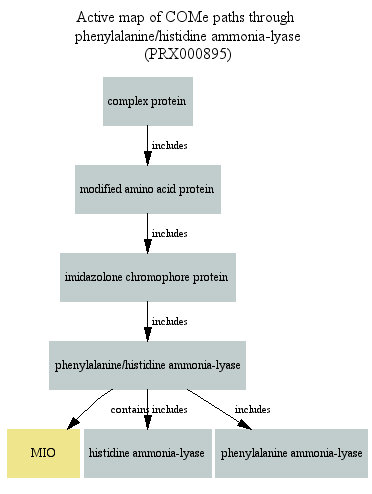 Active map of COMe paths through
phenylalanine/histidine ammonia-lyase
(PRX000895)
complex protein
includes
modified amino acid protein
includes
imidazolone chromophore protein
includes
phenylalanine/histidine ammonia-lyase
contains includes includes
MIO histidine ammonia-lyase phenylalanine ammonia-lyase